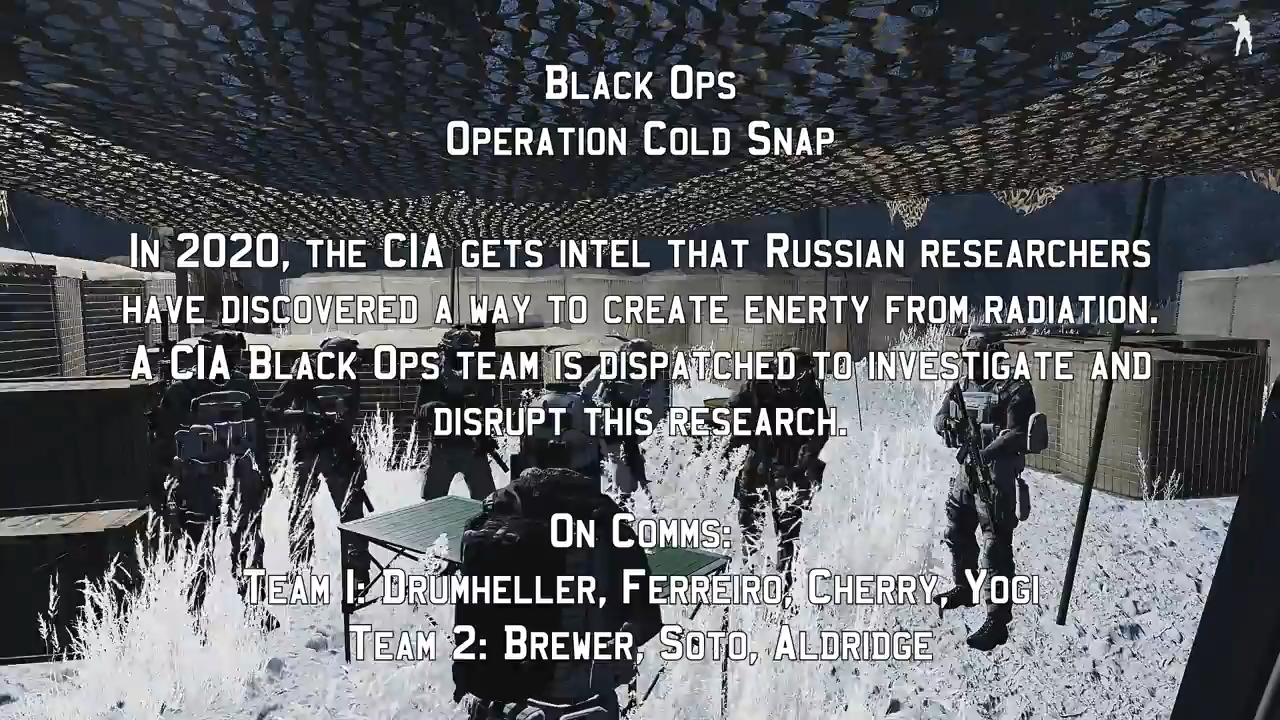 Black Ops
Operation Cold Snap
In 2020, the CIA gets intel that Russian researchers
have discovered a way to create enerty from radiation.
A CIA Black Ops team is dispatched to investigate and
disrupt this research.
On Comms:
Team 1: Drumheller, Ferreiro, Cherry, Yogi
Team 2: Brewer, Soto, Aldridge